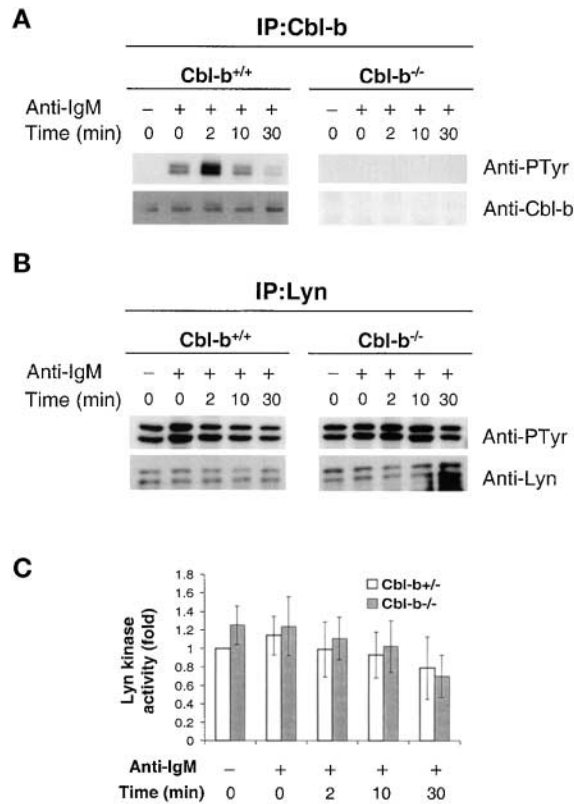 A
IP:Cbl-b
Cbl-b+/+ Cbl-b-/-
Anti-IgM − + + + + − + + + +
Time (min) 0 0 2 10 30 0 0 2 10 30
Anti-PTyr
Anti-Cbl-b
B
IP:Lyn
Cbl-b+/+ Cbl-b-/-
Anti-IgM − + + + + − + + + +
Time (min) 0 0 2 10 30 0 0 2 10 30
Anti-PTyr
Anti-Lyn
C
Lyn kinase
activity (fold)
1.8
1.6
1.4
1.2
1
0.8
0.6
0.4
0.2
0
Cbl-b+/-
Cbl-b-/-
Anti-IgM − + + + +
Time (min) 0 0 2 10 30